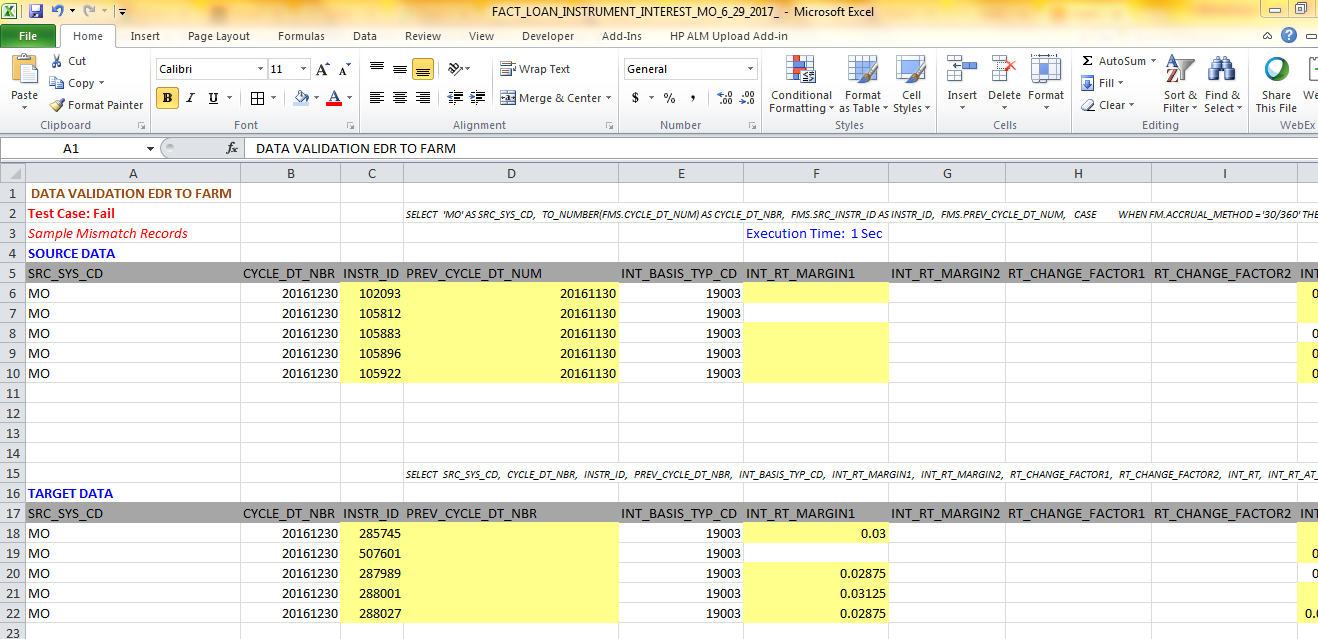 FACT_LOAN_INSTRUMENT_INTEREST_MO_6_29_2017_ - Microsoft Excel
File Home Insert Page Layout Formulas Data Review View Developer Add-Ins HP ALM Upload Add-in
Paste Cut Copy Format Painter Clipboard
Calibri 11 B I U A A A Font
Wrap Text Merge & Center Alignment
General $ % , .00 .0 Number
Conditional Formatting Format as Table Cell Styles Styles
Insert Delete Format Cells
AutoSum Fill Clear Sort & Filter Find & Select Editing
Share This File WebEx
A1 fx DATA VALIDATION EDR TO FARM
A B C D E F G H I
1 DATA VALIDATION EDR TO FARM
2 Test Case: Fail SELECT 'MO' AS SRC_SYS_CD, TO_NUMBER(FMS.CYCLE_DT_NUM) AS CYCLE_DT_NBR, FMS.SRC_INSTR_ID AS INSTR_ID, FMS.PREV_CYCLE_DT_NUM, CASE WHEN FM.ACCRUAL_METHOD = '30/360' THE
3 Sample Mismatch Records Execution Time: 1 Sec
4 SOURCE DATA
5 SRC_SYS_CD CYCLE_DT_NBR INSTR_ID PREV_CYCLE_DT_NUM INT_BASIS_TYP_CD INT_RT_MARGIN1 INT_RT_MARGIN2 RT_CHANGE_FACTOR1 RT_CHANGE_FACTOR2 INT
6 MO 20161230 102093 20161130 19003 0
7 MO 20161230 105812 20161130 19003
8 MO 20161230 105883 20161130 19003 0
9 MO 20161230 105896 20161130 19003 0
10 MO 20161230 105922 20161130 19003 0
11
12
13
14
15 SELECT SRC_SYS_CD, CYCLE_DT_NBR, INSTR_ID, PREV_CYCLE_DT_NBR, INT_BASIS_TYP_CD, INT_RT_MARGIN1, INT_RT_MARGIN2, RT_CHANGE_FACTOR1, RT_CHANGE_FACTOR2, INT_RT, INT_RT_AT_
16 TARGET DATA
17 SRC_SYS_CD CYCLE_DT_NBR INSTR_ID PREV_CYCLE_DT_NBR INT_BASIS_TYP_CD INT_RT_MARGIN1 INT_RT_MARGIN2 RT_CHANGE_FACTOR1 RT_CHANGE_FACTOR2 INT
18 MO 20161230 285745 19003 0.03
19 MO 20161230 507601 19003 0
20 MO 20161230 287989 19003 0.02875 0
21 MO 20161230 288001 19003 0.03125
22 MO 20161230 288027 19003 0.02875 0.0
23